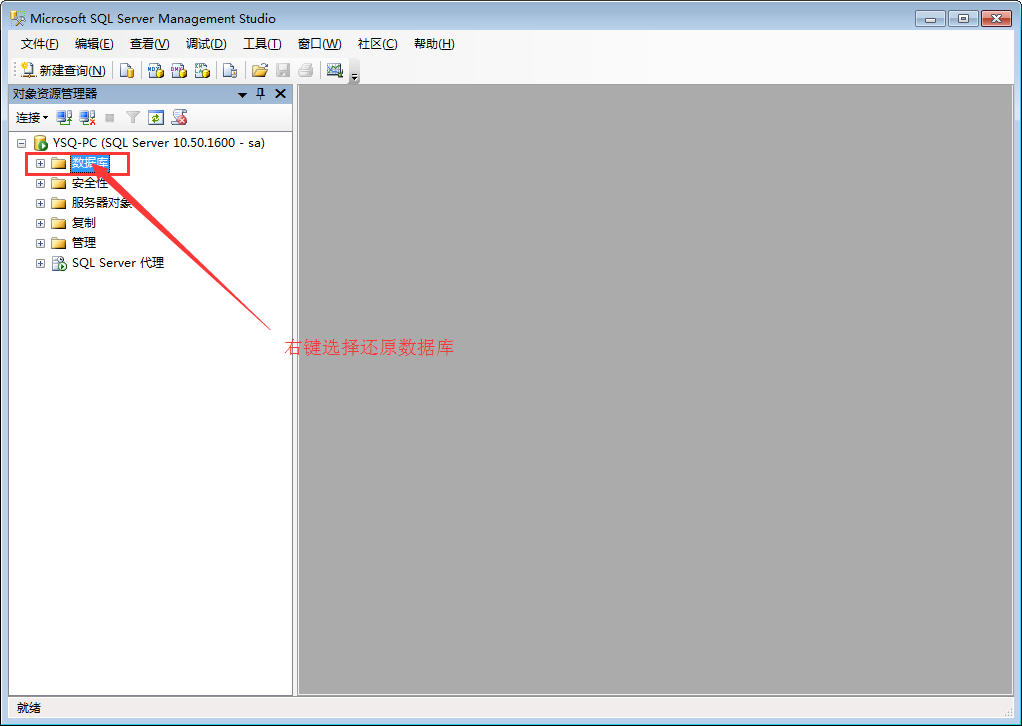 Microsoft SQL Server Management Studio
文件(F) 编辑(E) 查看(V) 调试(D) 工具(T) 窗口(W) 社区(C) 帮助(H)
新建查询(N)
对象资源管理器
连接
YSQ-PC (SQL Server 10.50.1600 - sa)
数据库
安全性
服务器对象
复制
管理
SQL Server 代理
右键选择还原数据库
就绪